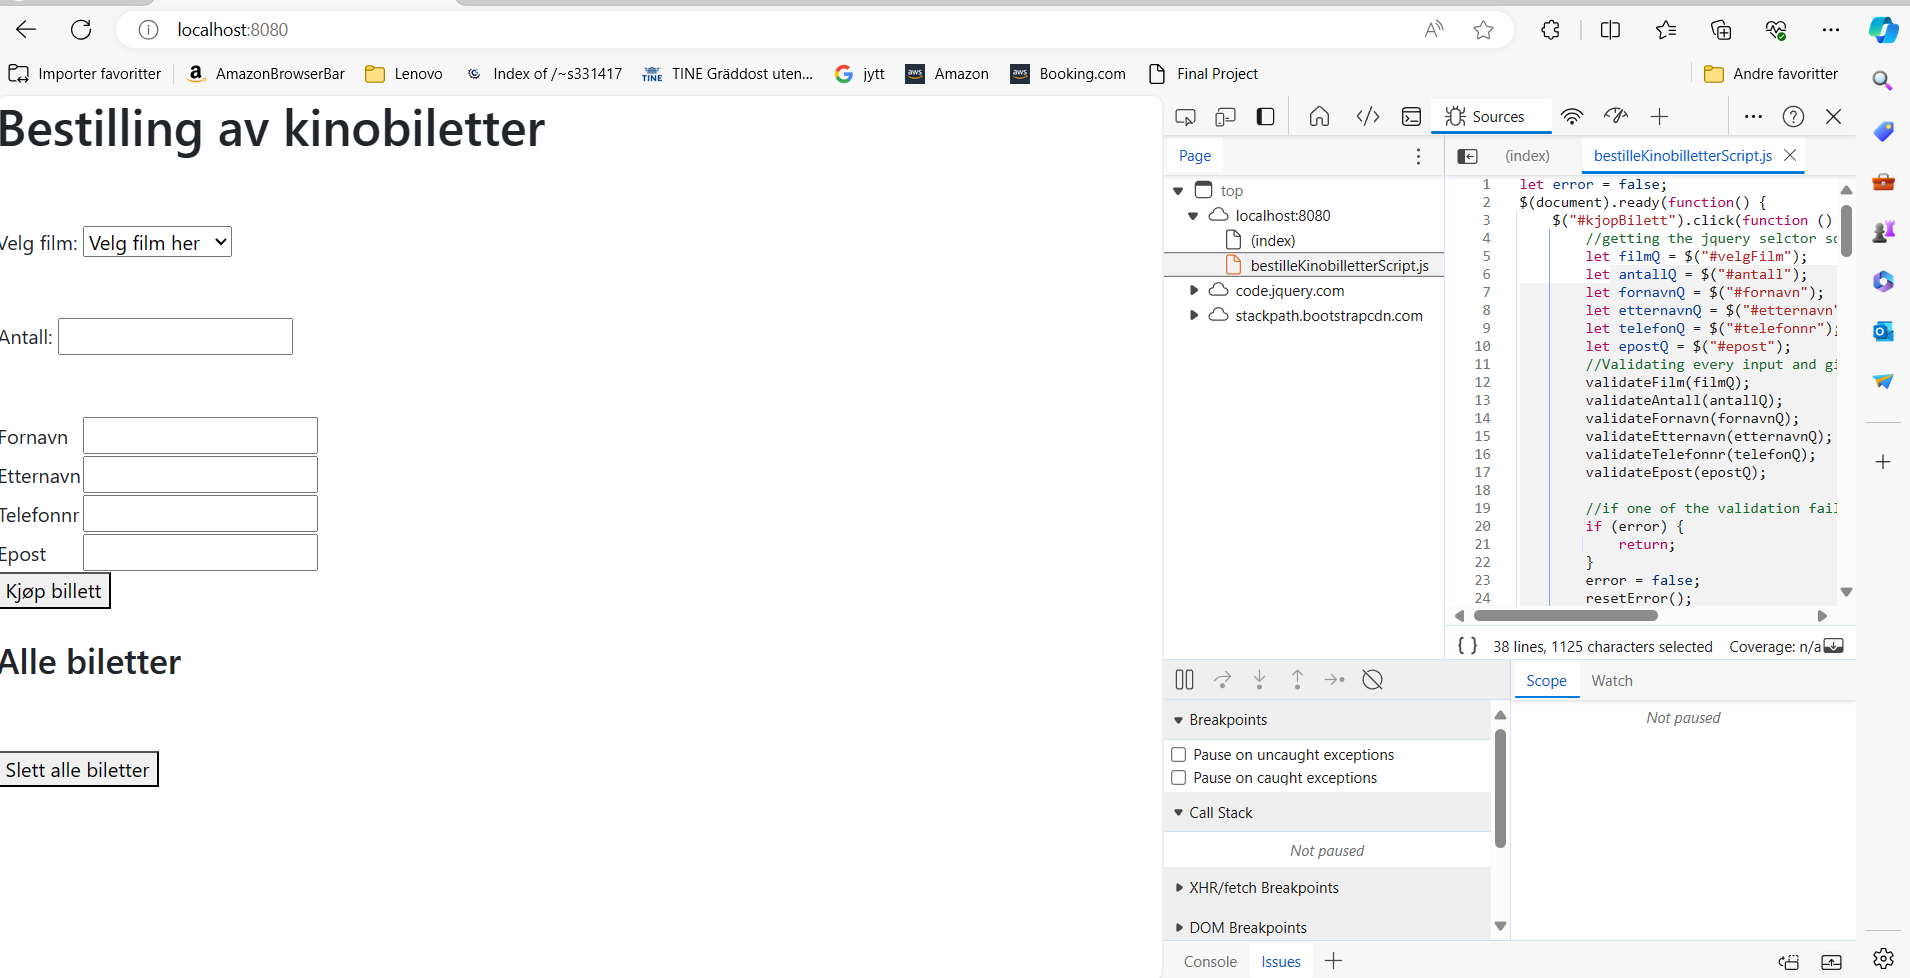 localhost:8080
Importer favoritter
AmazonBrowserBar
Lenovo
Index of /~s331417
TINE Gräddost uten...
jytt
Amazon
Booking.com
Final Project
Andre favoritter
Bestilling av kinobiletter
Velg film: Velg film her
Antall:
Fornavn
Etternavn
Telefonnr
Epost
Kjøp billett
Alle biletter
Slett alle biletter
Sources
Page
top
localhost:8080
(index)
bestilleKinobilletterScript.js
code.jquery.com
stackpath.bootstrapcdn.com
(index)
bestilleKinobilletterScript.js
1 let error = false;
2 $(document).ready(function() {
3 $("#kjopBilett").click(function ()
4 //getting the jquery selctor so
5 let filmQ = $("#velgFilm");
6 let antallQ = $("#antall");
7 let fornavnQ = $("#fornavn");
8 let etternavnQ = $("#etternavn"
9 let telefonQ = $("#telefonnr");
10 let epostQ = $("#epost");
11 //Validating every input and gi
12 validateFilm(filmQ);
13 validateAntall(antallQ);
14 validateFornavn(fornavnQ);
15 validateEtternavn(etternavnQ);
16 validateTelefonnr(telefonQ);
17 validateEpost(epostQ);
18
19 //if one of the validation fail
20 if (error) {
21 return;
22 }
23 error = false;
24 resetError();
{ } 38 lines, 1125 characters selected Coverage: n/a
Breakpoints
Pause on uncaught exceptions
Pause on caught exceptions
Call Stack
Not paused
XHR/fetch Breakpoints
DOM Breakpoints
Scope
Watch
Not paused
Console
Issues